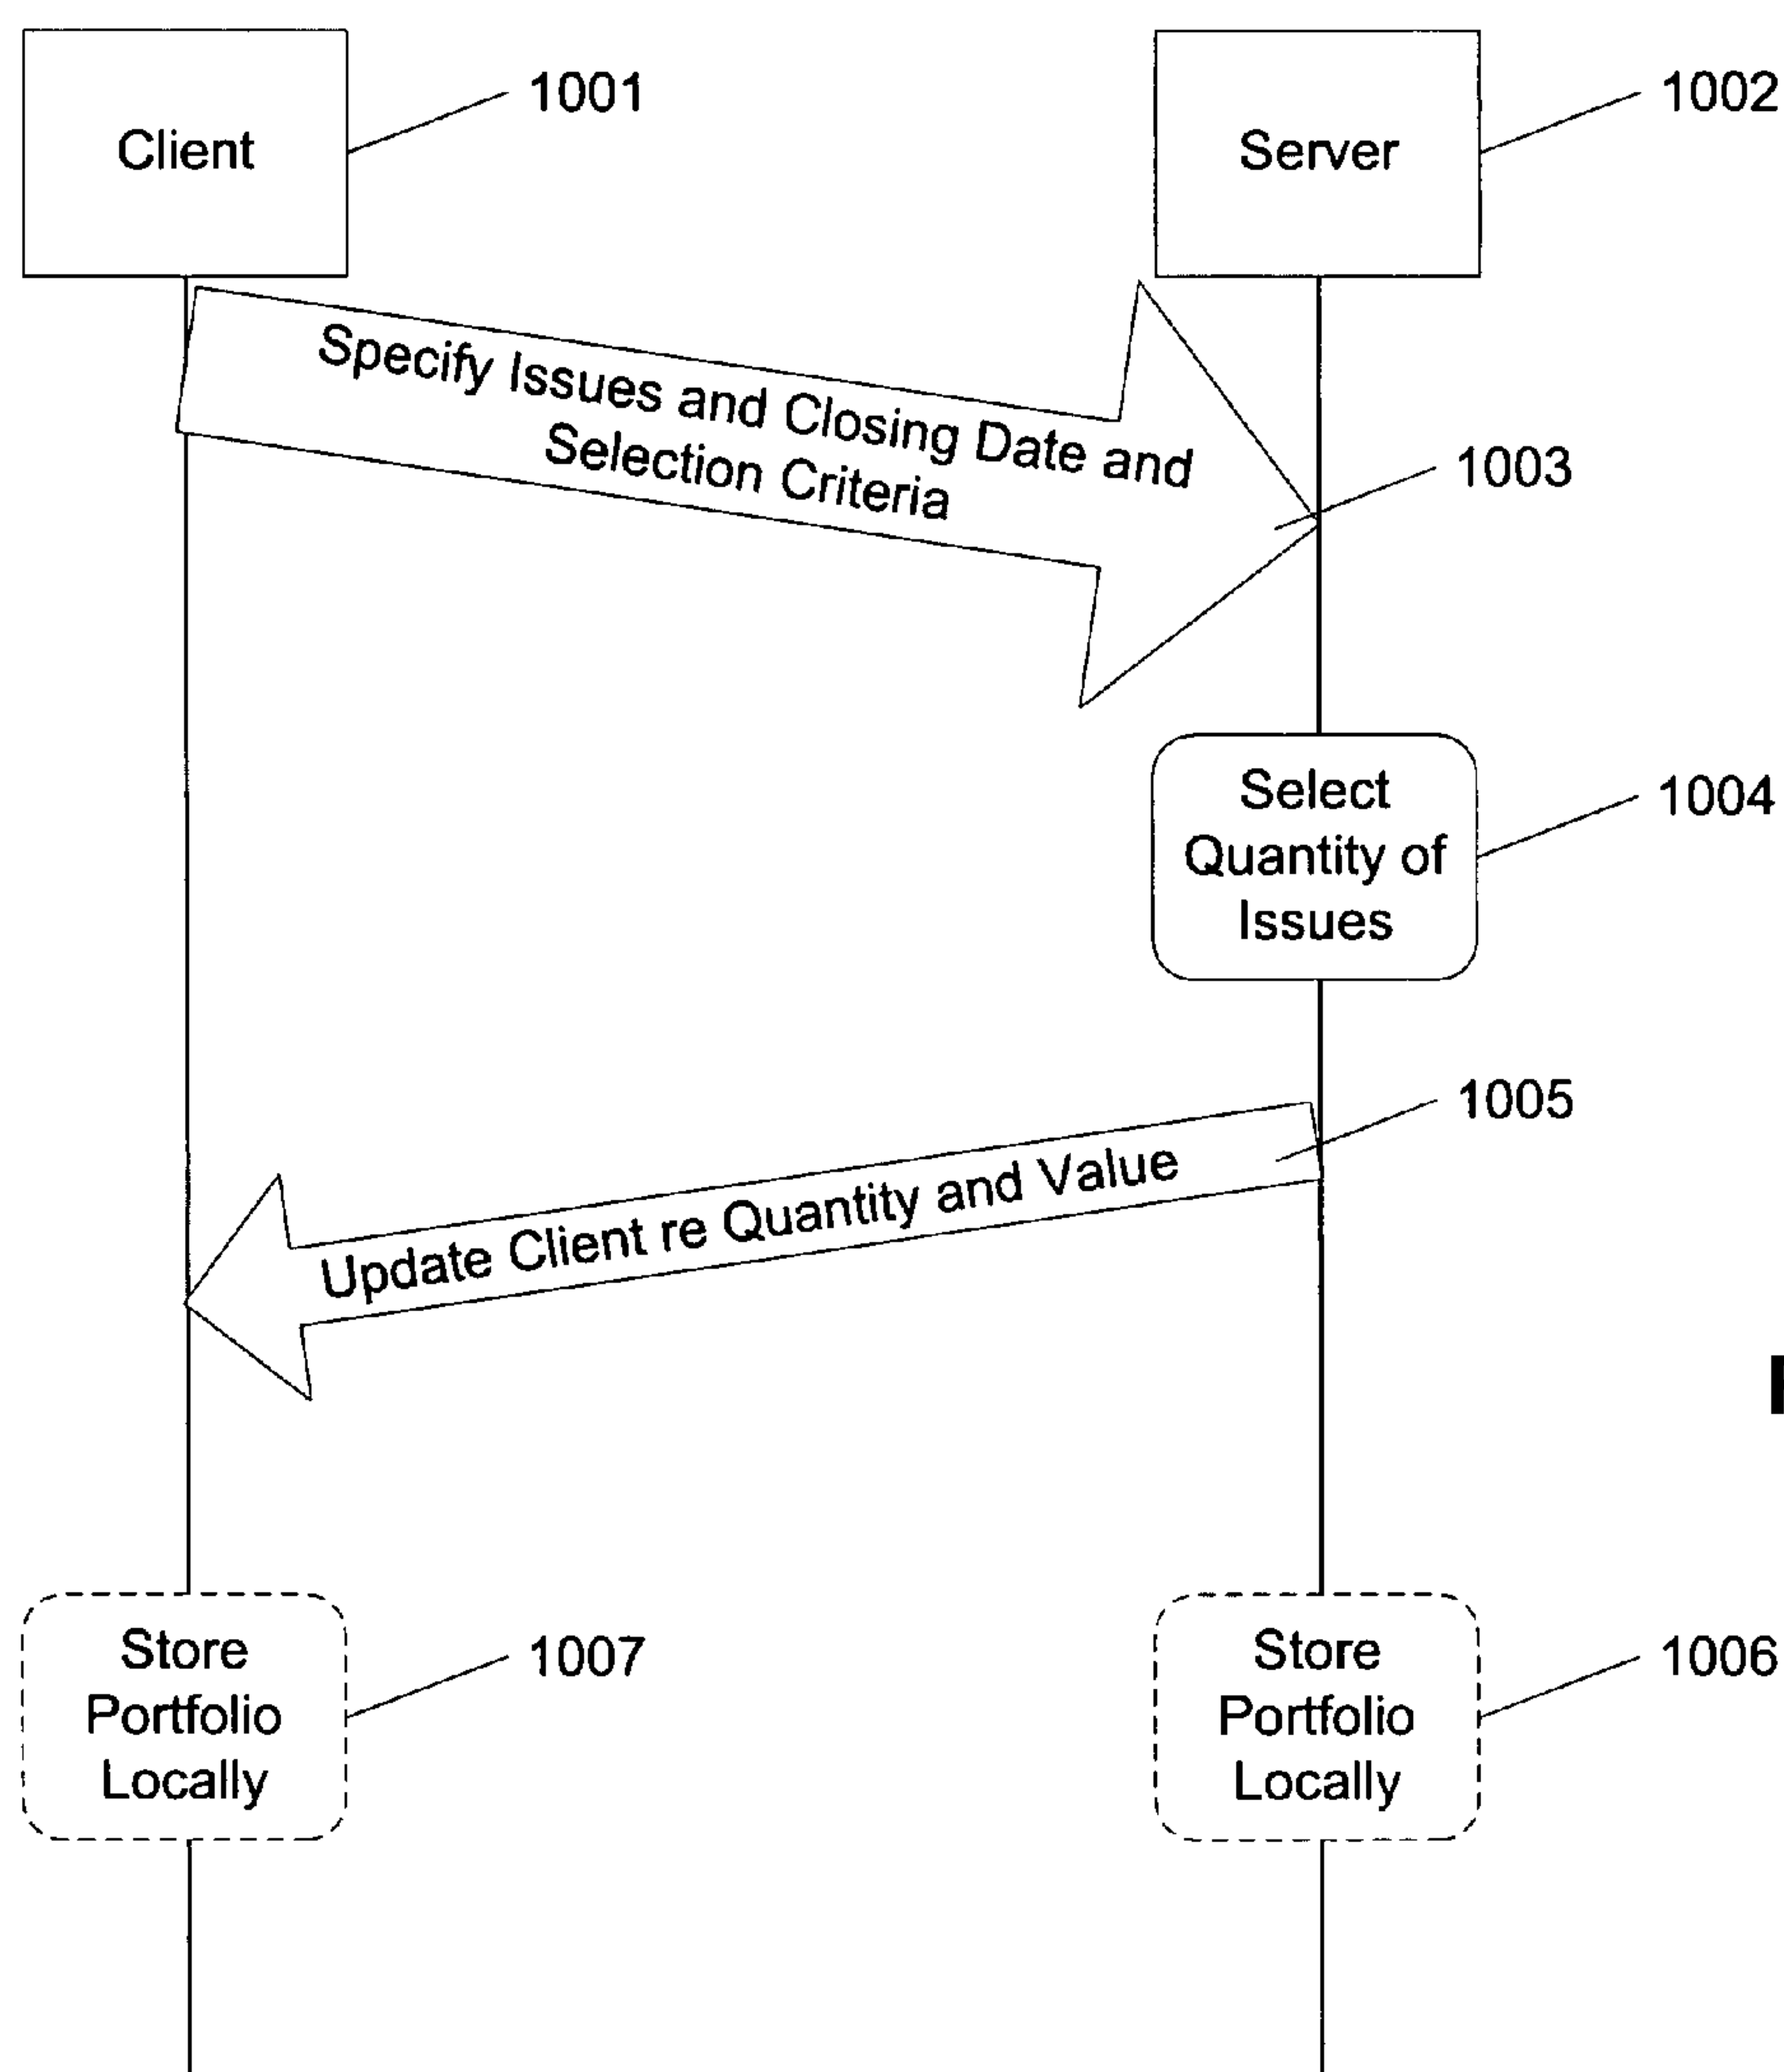 Client
1001
Server
1002
Specify Issues and Closing Date and
Selection Criteria
1003
Select
Quantity of
Issues
1004
1005
Update Client re Quantity and Value
Store
Portfolio
Locally
1007
Store
Portfolio
Locally
1006